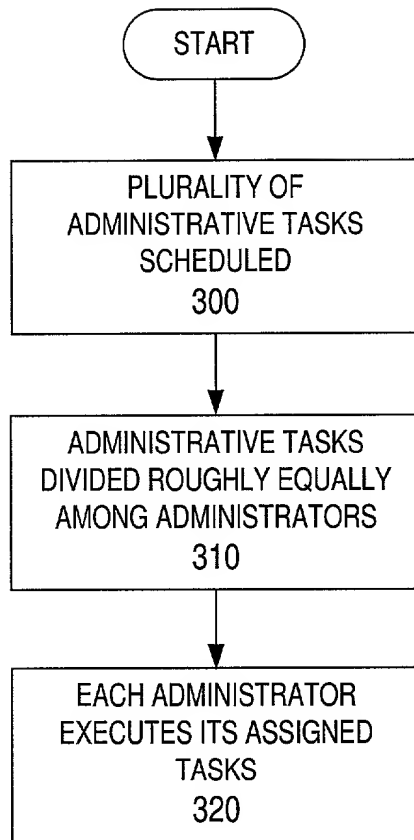 START
PLURALITY OF
ADMINISTRATIVE TASKS
SCHEDULED
300
ADMINISTRATIVE TASKS
DIVIDED ROUGHLY EQUALLY
AMONG ADMINISTRATORS
310
EACH ADMINISTRATOR
EXECUTES ITS ASSIGNED
TASKS
320